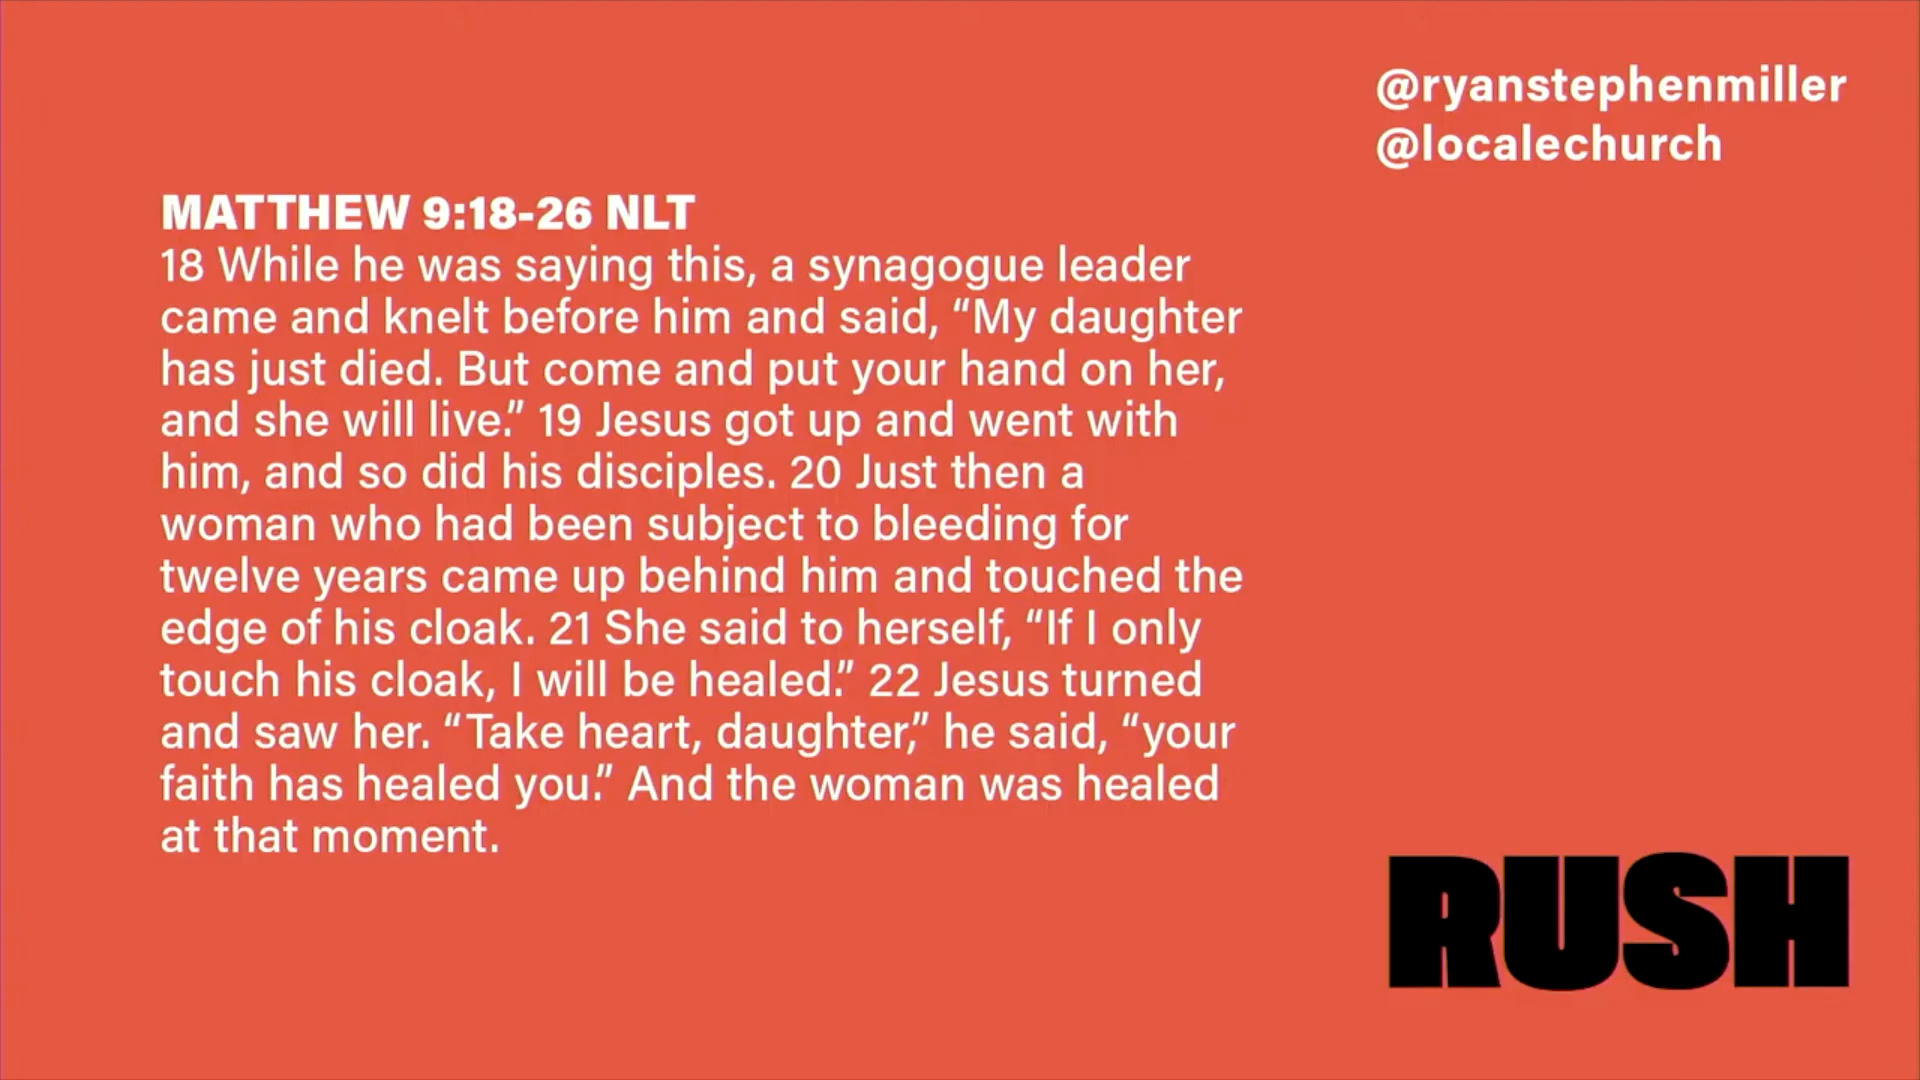 @ryanstephenmiller
@localechurch
MATTHEW 9:18-26 NLT
18 While he was saying this, a synagogue leader
came and knelt before him and said, “My daughter
has just died. But come and put your hand on her,
and she will live.” 19 Jesus got up and went with
him, and so did his disciples. 20 Just then a
woman who had been subject to bleeding for
twelve years came up behind him and touched the
edge of his cloak. 21 She said to herself, “If I only
touch his cloak, I will be healed.” 22 Jesus turned
and saw her. “Take heart, daughter,” he said, “your
faith has healed you.” And the woman was healed
at that moment.
RUSH